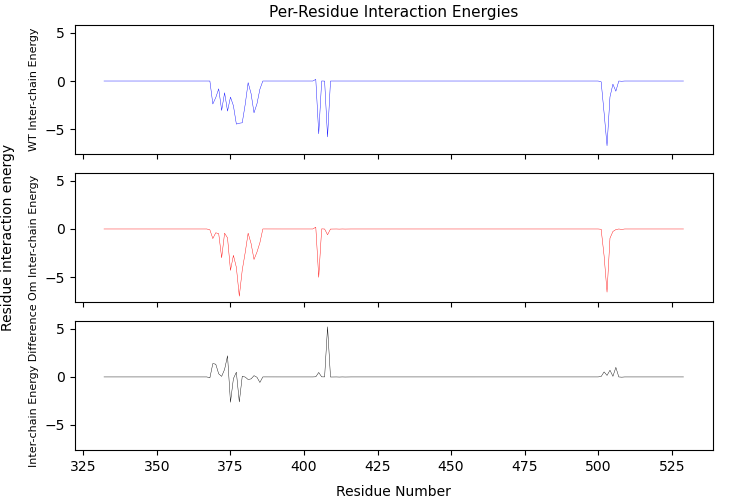 Per-Residue Interaction Energies
Residue interaction energy
WT Inter-chain Energy
5
0
−5
Om Inter-chain Energy
5
0
−5
Inter-chain Energy Difference
5
0
−5
325 350 375 400 425 450 475 500 525
Residue Number